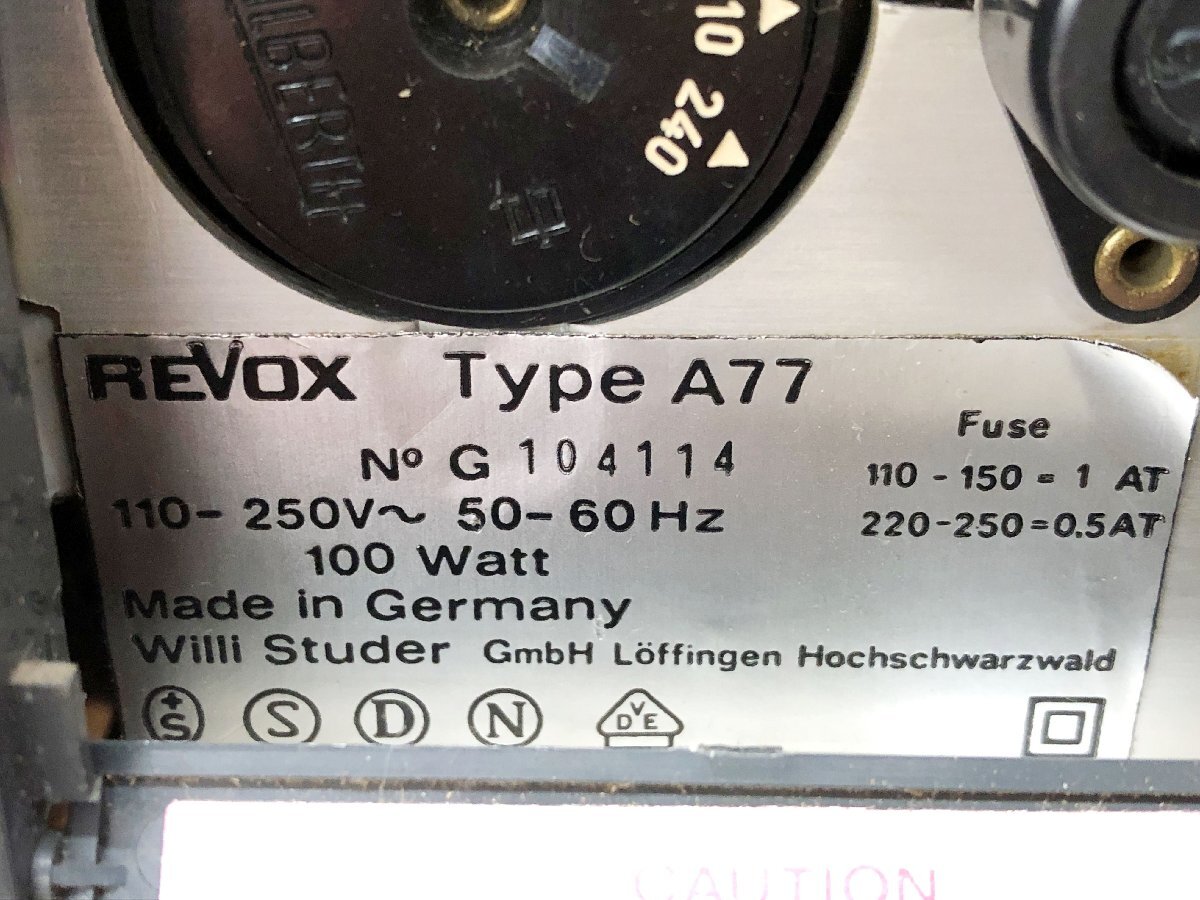 10 240
REVOX Type A77
Nº G 104114
110-250V~ 50-60 Hz
100 Watt
Made in Germany
Willi Studer GmbH Löffingen Hochschwarzwald
Fuse
110-150=1 AT
220-250=0.5AT
+S S D N DVE
CAUTION